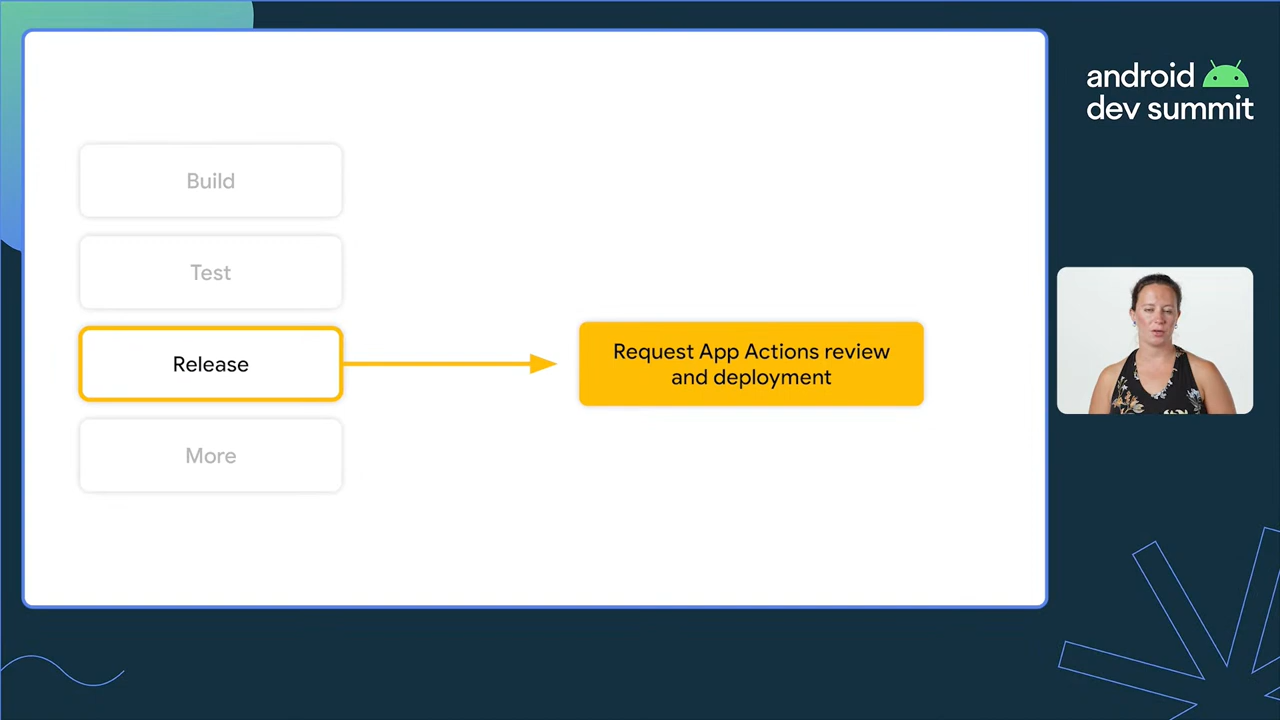 android
dev summit
Build
Test
Release
Request App Actions review
and deployment
More